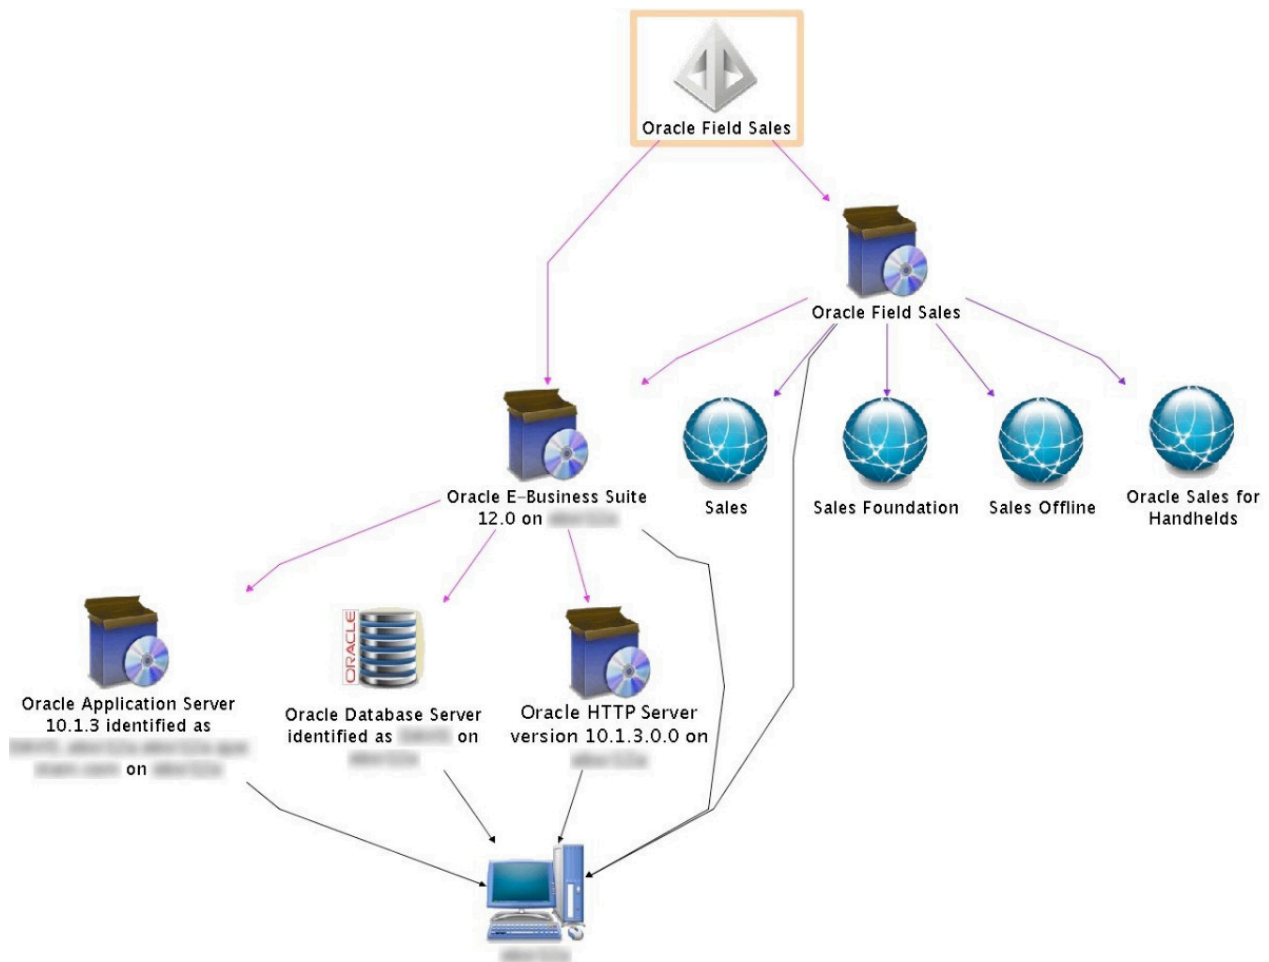 Oracle Field Sales
Oracle Field Sales
Oracle E-Business Suite
12.0 on
Sales
Sales Foundation
Sales Offline
Oracle Sales for
Handhelds
Oracle Application Server
10.1.3 identified as
on
ORACLE
Oracle Database Server
identified as on
Oracle HTTP Server
version 10.1.3.0.0 on